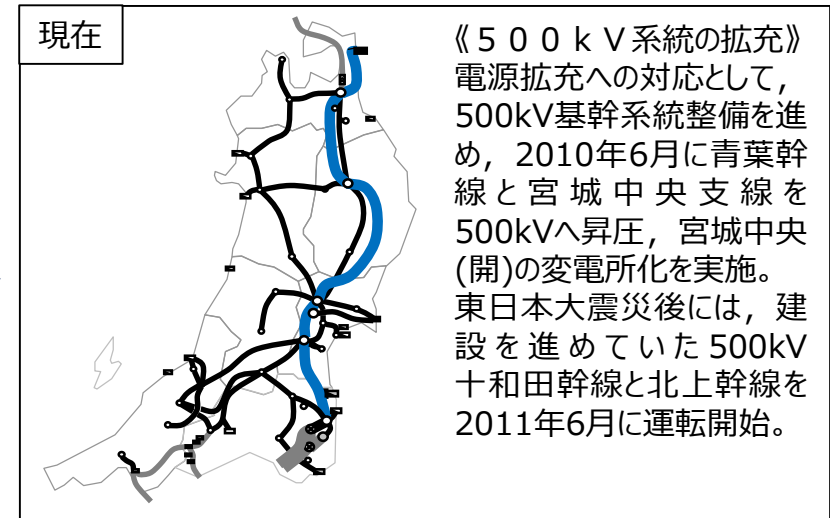 現在
《５００ｋＶ系統の拡充》
電源拡充への対応として，
500kV基幹系統整備を進
め，2010年6月に青葉幹
線と宮城中央支線を
500kVへ昇圧，宮城中央
(開)の変電所化を実施。
東日本大震災後には，建
設を進めていた500kV
十和田幹線と北上幹線を
2011年6月に運転開始。